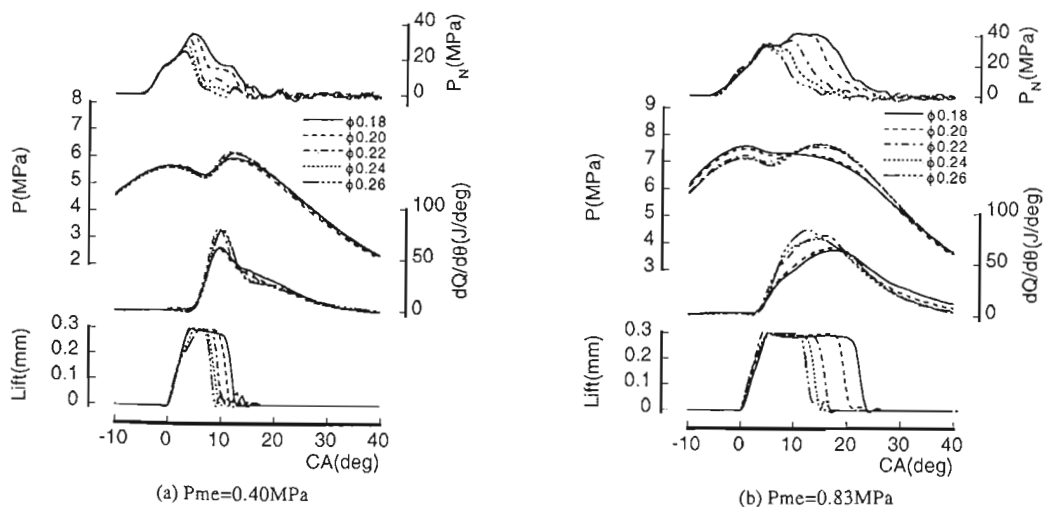 40
20
0
P_N(MPa)
8
7
6
5
4
3
2
P(MPa)
ϕ0.18
ϕ0.20
ϕ0.22
ϕ0.24
ϕ0.26
100
50
0
dQ/dθ(J/deg)
0.3
0.2
0.1
0
Lift(mm)
-10 0 10 20 30 40
CA(deg)
(a) Pme=0.40MPa
40
20
0
P_N(MPa)
9
8
7
6
5
4
3
P(MPa)
ϕ0.18
ϕ0.20
ϕ0.22
ϕ0.24
ϕ0.26
100
50
0
dQ/dθ(J/deg)
0.3
0.2
0.1
0
Lift(mm)
-10 0 10 20 30 40
CA(deg)
(b) Pme=0.83MPa